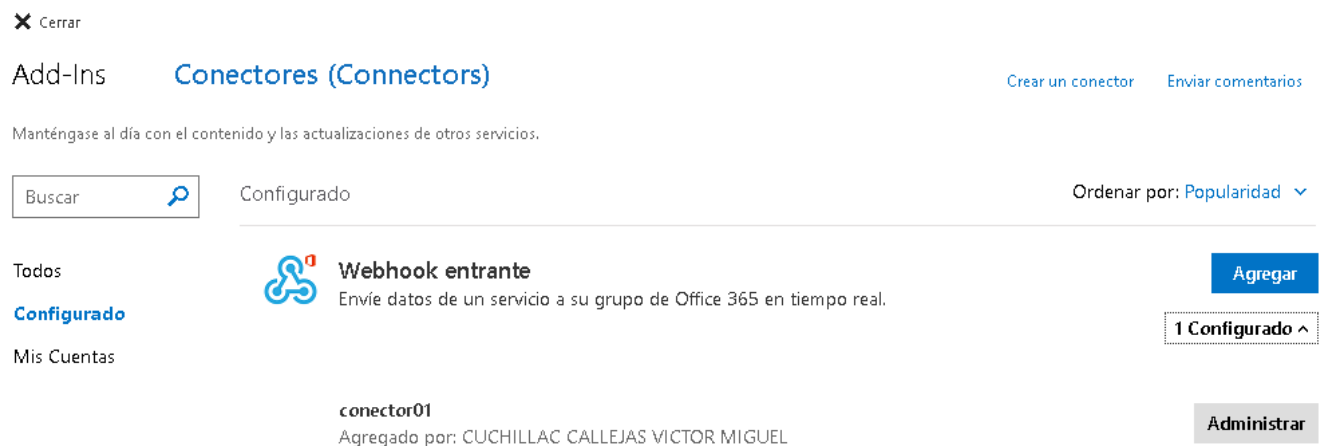 Cerrar
Add-Ins Conectores (Connectors) Crear un conector Enviar comentarios
Manténgase al día con el contenido y las actualizaciones de otros servicios.
Buscar Configurado Ordenar por: Popularidad
Todos
Configurado
Mis Cuentas
Webhook entrante
Envíe datos de un servicio a su grupo de Office 365 en tiempo real.
Agregar
1 Configurado
conector01
Agregado por: CUCHILLAC CALLEJAS VICTOR MIGUEL
Administrar